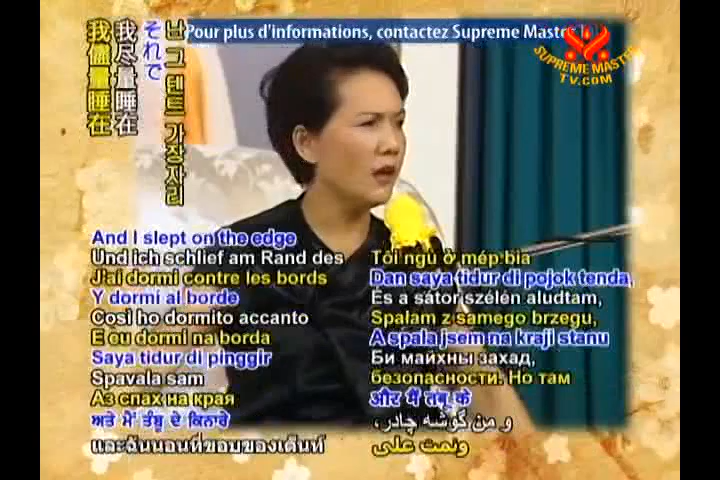 Pour plus d'informations, contactez Supreme Master T
SUPREME MASTER
TV.COM
我儘量睡在
我尽量睡在
それで
난 그 텐트 가장자리
And I slept on the edge
Und ich schlief am Rand des
J'ai dormi contre les bords
Y dormí al borde
Così ho dormito accanto
E eu dormi na borda
Saya tidur di pinggir
Spavala sam
Аз спах на края
ਅਤੇ ਮੈਂ ਤੰਬੂ ਦੇ ਕਿਨਾਰੇ
และฉันนอนที่ขอบของเต็นท์
Tôi ngủ ở mép bìa
Dan saya tidur di pojok tenda,
És a sátor szélén aludtam,
Spałam z samego brzegu,
A spala jsem na kraji stanu
Би майхны захад,
безопасности. Но там
और मैं तंबू के
و من گوشه چادر،
ونمت على